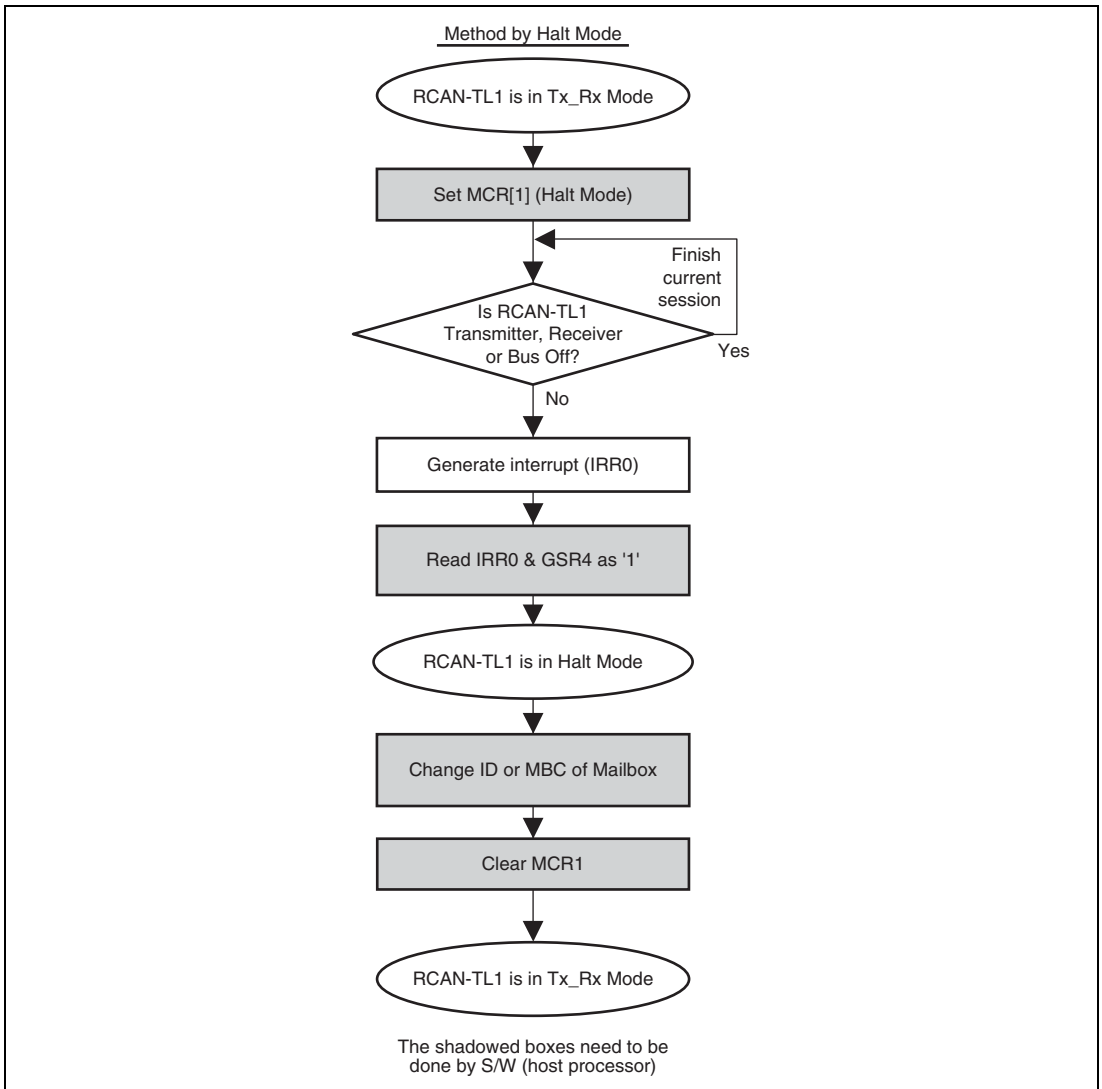 Method by Halt Mode
RCAN-TL1 is in Tx_Rx Mode
Set MCR[1] (Halt Mode)
Finish
current
session
Is RCAN-TL1
Transmitter, Receiver
or Bus Off?
Yes
No
Generate interrupt (IRR0)
Read IRR0 & GSR4 as '1'
RCAN-TL1 is in Halt Mode
Change ID or MBC of Mailbox
Clear MCR1
RCAN-TL1 is in Tx_Rx Mode
The shadowed boxes need to be
done by S/W (host processor)